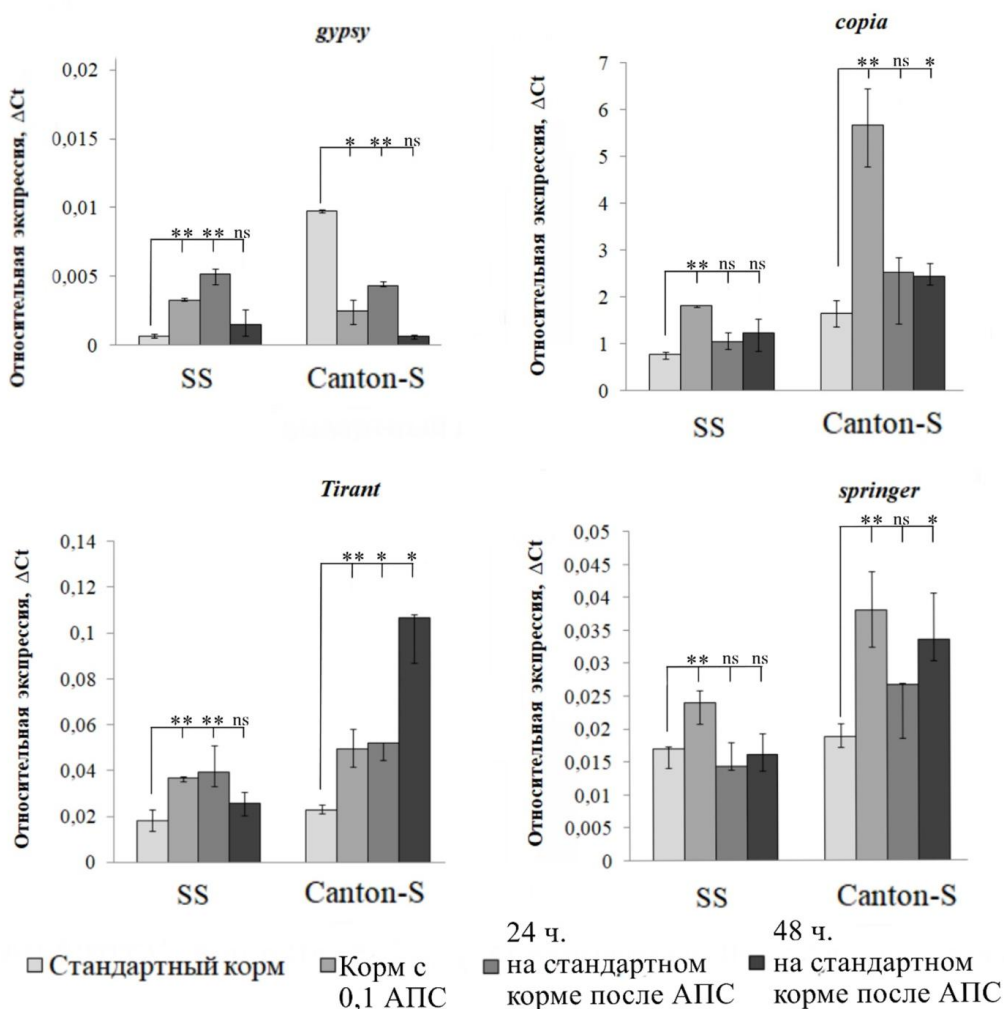 gypsy
Относительная экспрессия, ΔCt
0,02
0,015
0,01
0,005
0
** ** ns
* ** ns
SS
Canton-S
copia
Относительная экспрессия, ΔCt
7
6
5
4
3
2
1
0
** ns ns
** ns *
SS
Canton-S
Tirant
Относительная экспрессия, ΔCt
0,14
0,12
0,1
0,08
0,06
0,04
0,02
0
** ** ns
** * *
SS
Canton-S
springer
Относительная экспрессия, ΔCt
0,05
0,045
0,04
0,035
0,03
0,025
0,02
0,015
0,01
0,005
0
** ns ns
** ns *
SS
Canton-S
Стандартный корм
Корм с
0,1 АПС
24 ч.
на стандартном
корме после АПС
48 ч.
на стандартном
корме после АПС